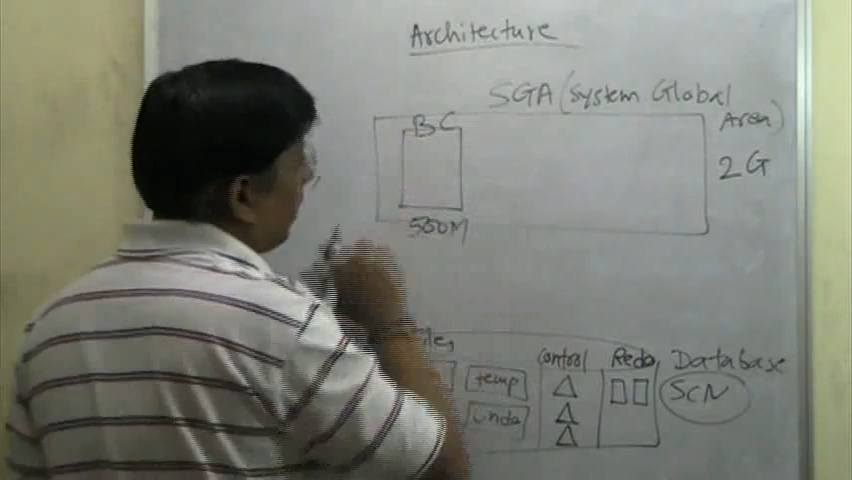 Architecture
SGA (System Global
Area)
BC
2G
500M
Control Redo Database
temp
SCN
Undo